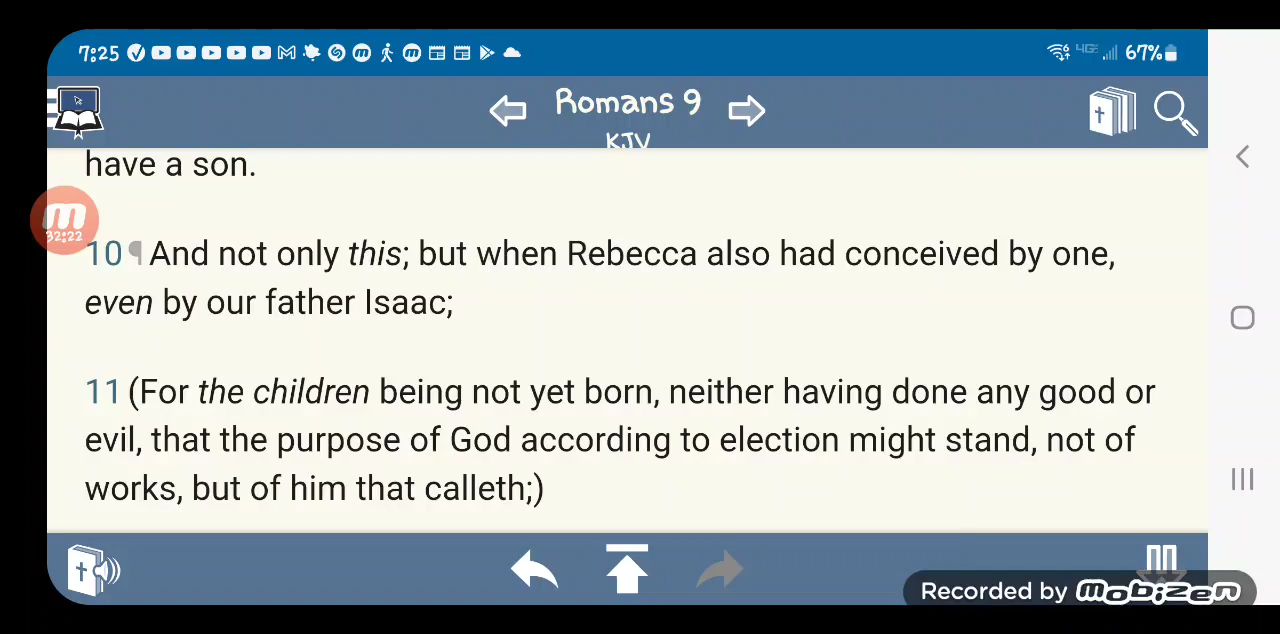 7:25 4GE 67%
Romans 9
KJV
have a son.
32:22
10¶ And not only this; but when Rebecca also had conceived by one,
even by our father Isaac;
11 (For the children being not yet born, neither having done any good or
evil, that the purpose of God according to election might stand, not of
works, but of him that calleth;)
Recorded by mobizen